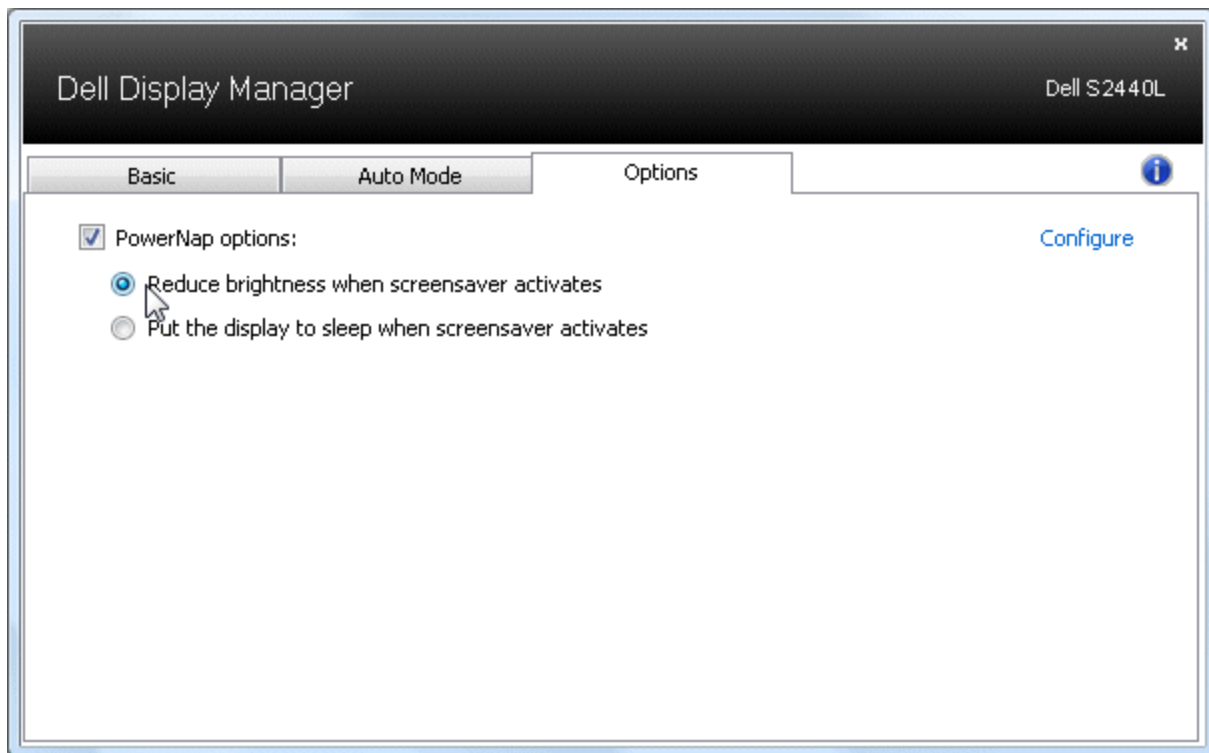 Dell Display Manager
Dell S2440L
Basic
Auto Mode
Options
PowerNap options:
Configure
Reduce brightness when screensaver activates
Put the display to sleep when screensaver activates